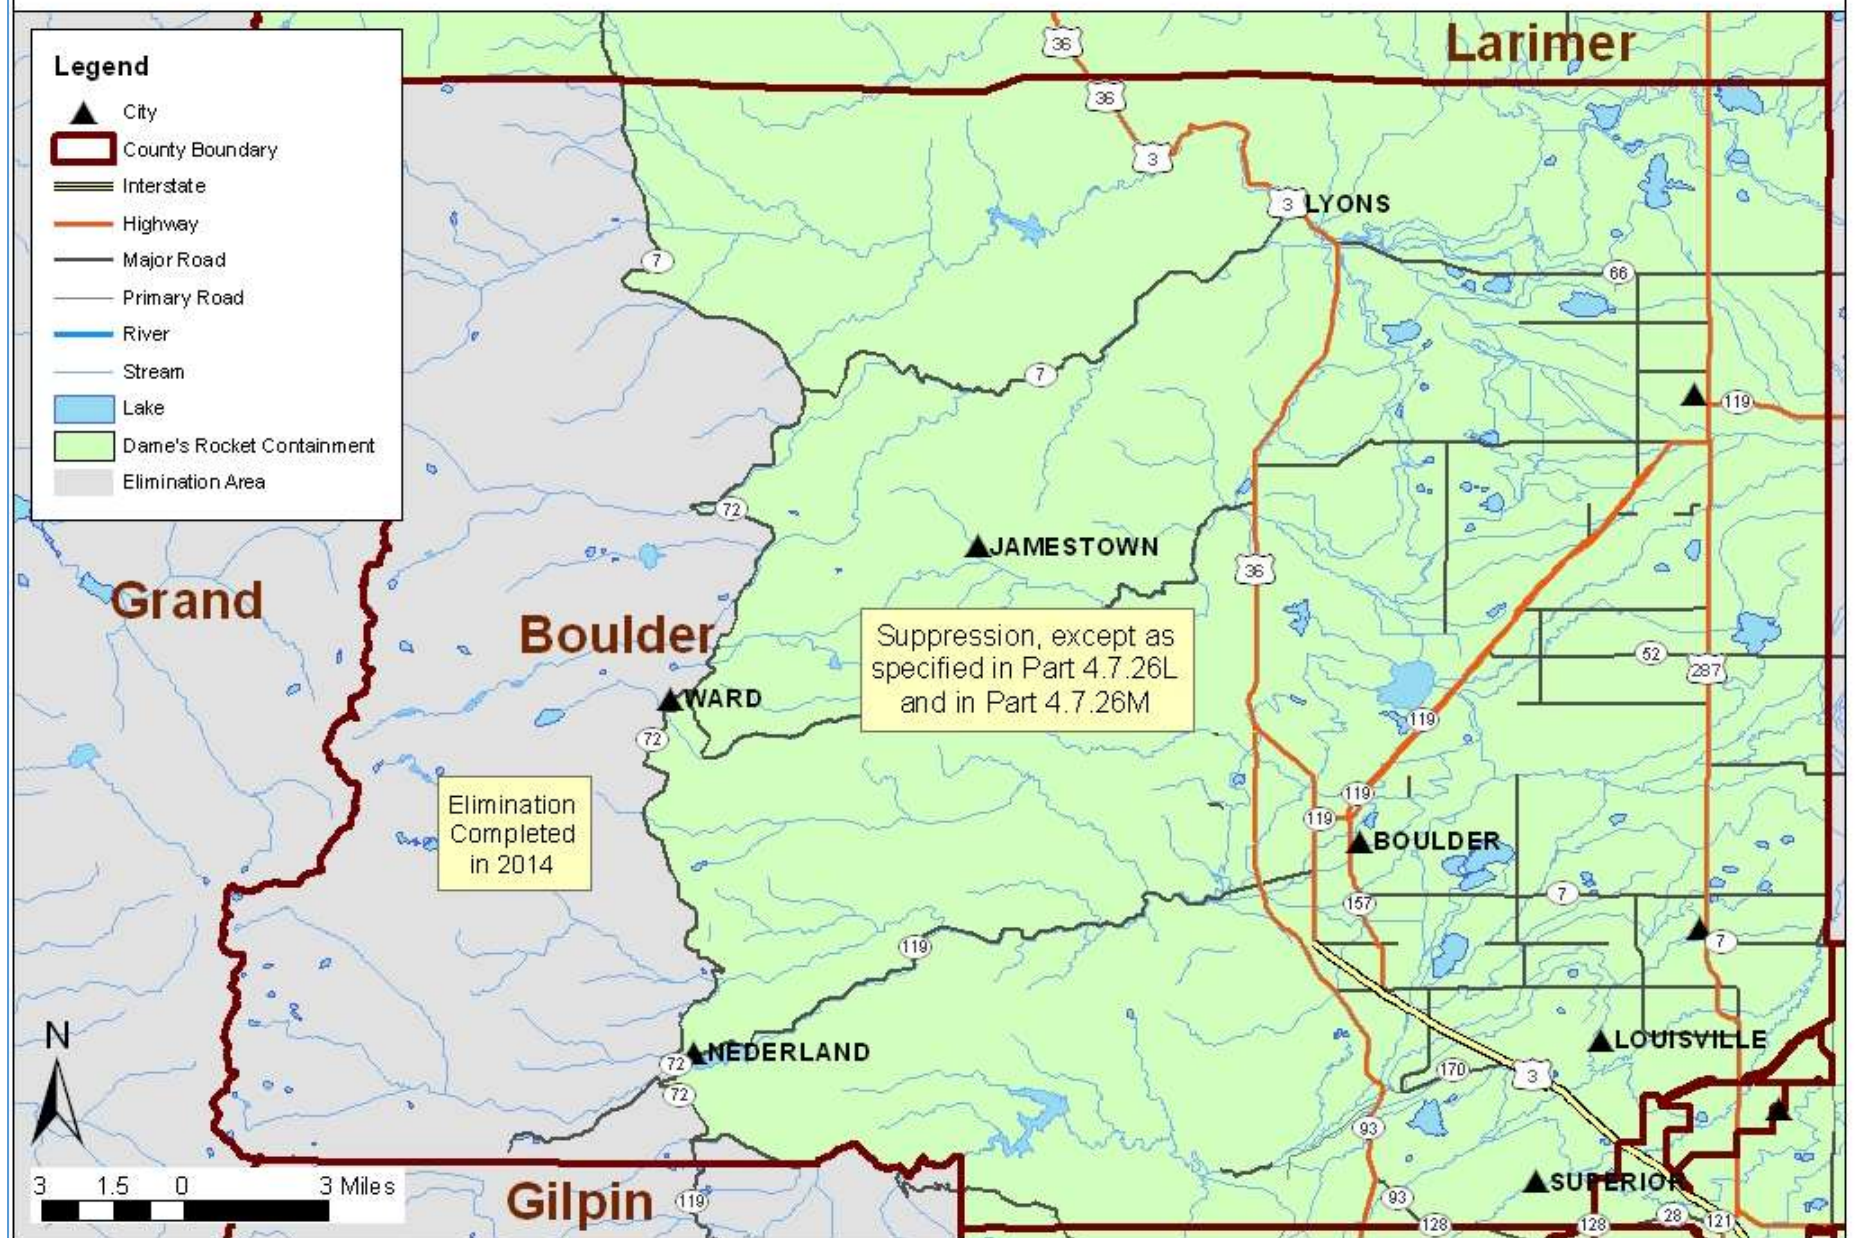 Larimer
Legend
City
County Boundary
Interstate
Highway
Major Road
Primary Road
River
Stream
Lake
Dame's Rocket Containment
Elimination Area
36
36
3
3 LYONS
7
66
7
119
72
JAMESTOWN
36
Grand
Boulder
Suppression, except as
specified in Part 4.7.26L
and in Part 4.7.26M
52
287
WARD
72
119
Elimination
Completed
in 2014
119
119
BOULDER
7
157
119
7
N
NEDERLAND
72
72
LOUISVILLE
170
3
93
3 1.5 0 3 Miles
Gilpin
119
SUPERIOR
93
128
128
28
121